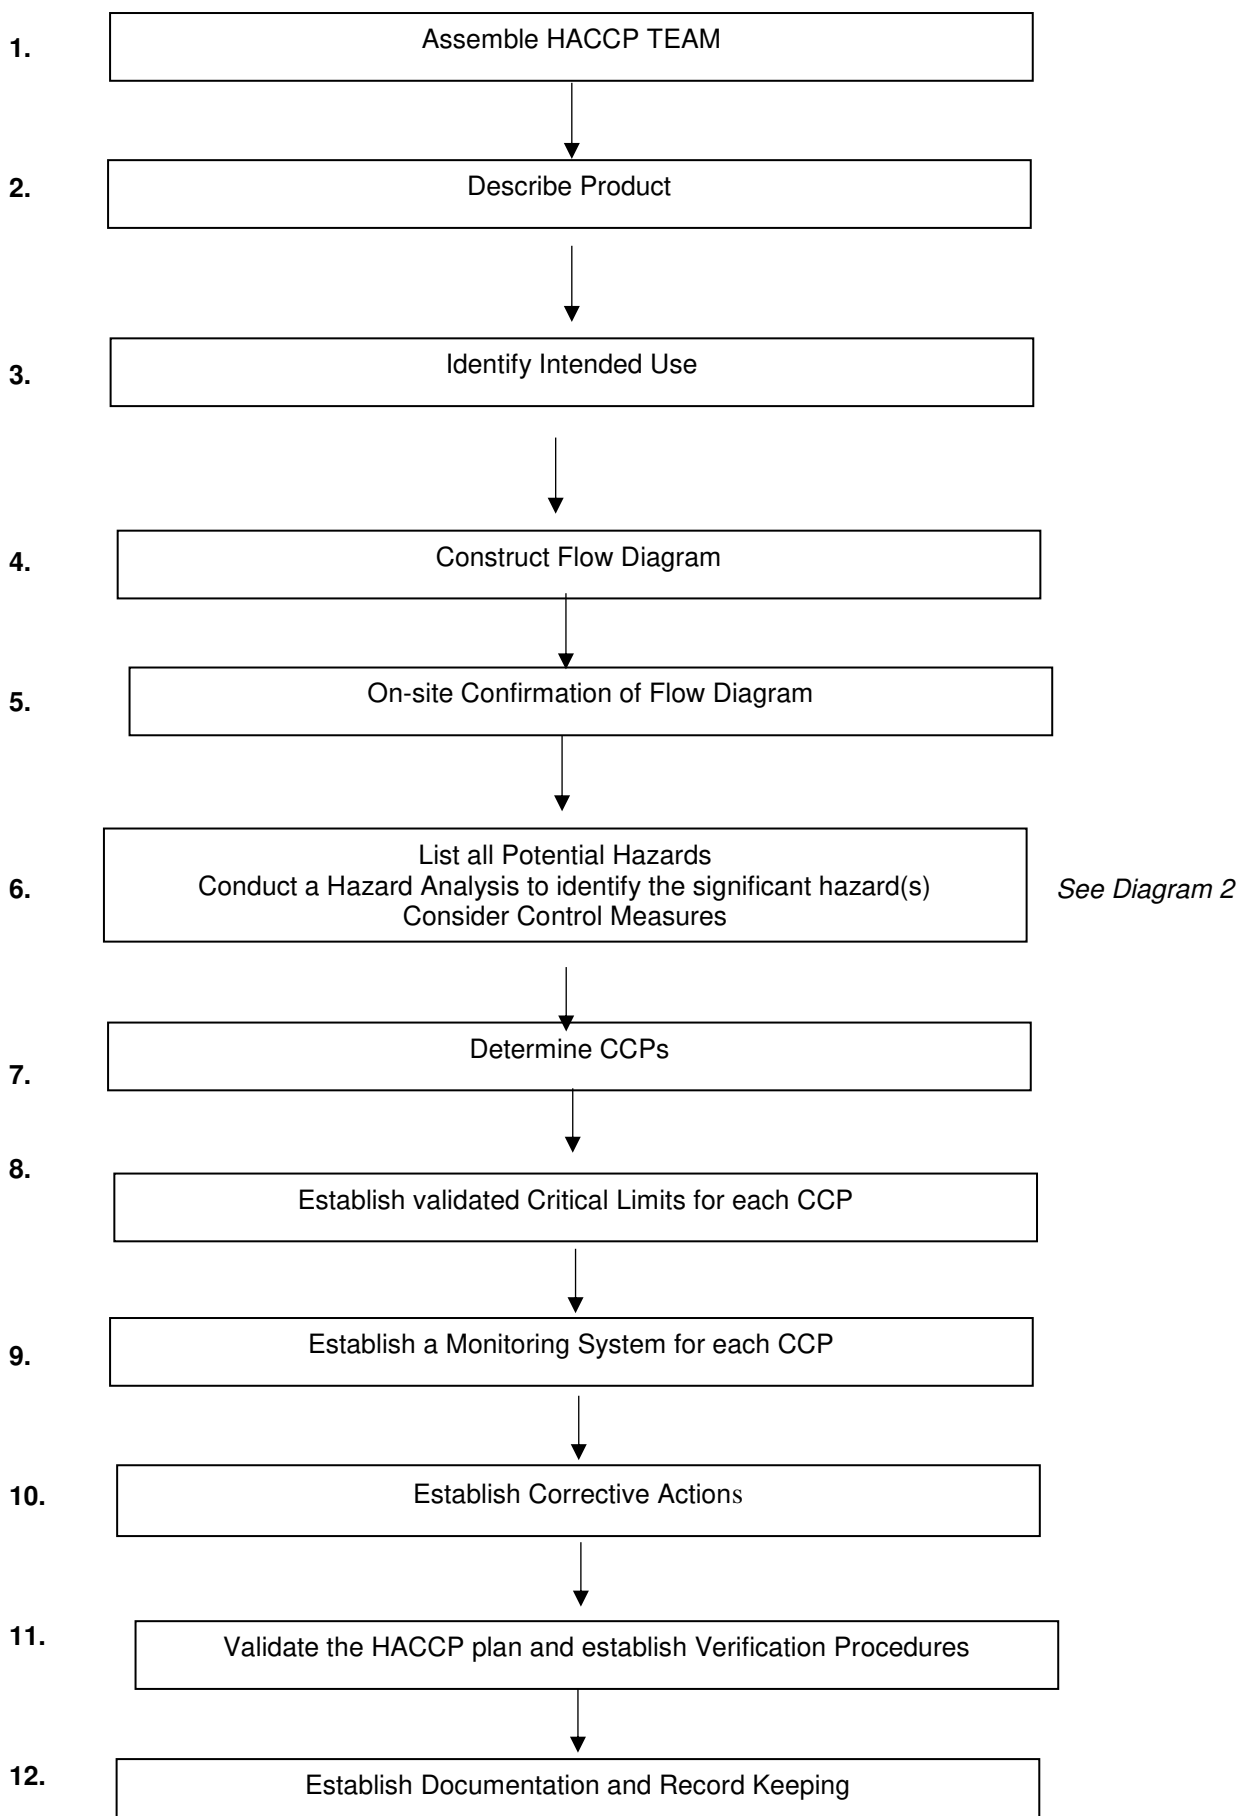 1.
Assemble HACCP TEAM
2.
Describe Product
3.
Identify Intended Use
4.
Construct Flow Diagram
5.
On-site Confirmation of Flow Diagram
6.
List all Potential Hazards
Conduct a Hazard Analysis to identify the significant hazard(s)
Consider Control Measures
See Diagram 2
7.
Determine CCPs
8.
Establish validated Critical Limits for each CCP
9.
Establish a Monitoring System for each CCP
10.
Establish Corrective Actions
11.
Validate the HACCP plan and establish Verification Procedures
12.
Establish Documentation and Record Keeping